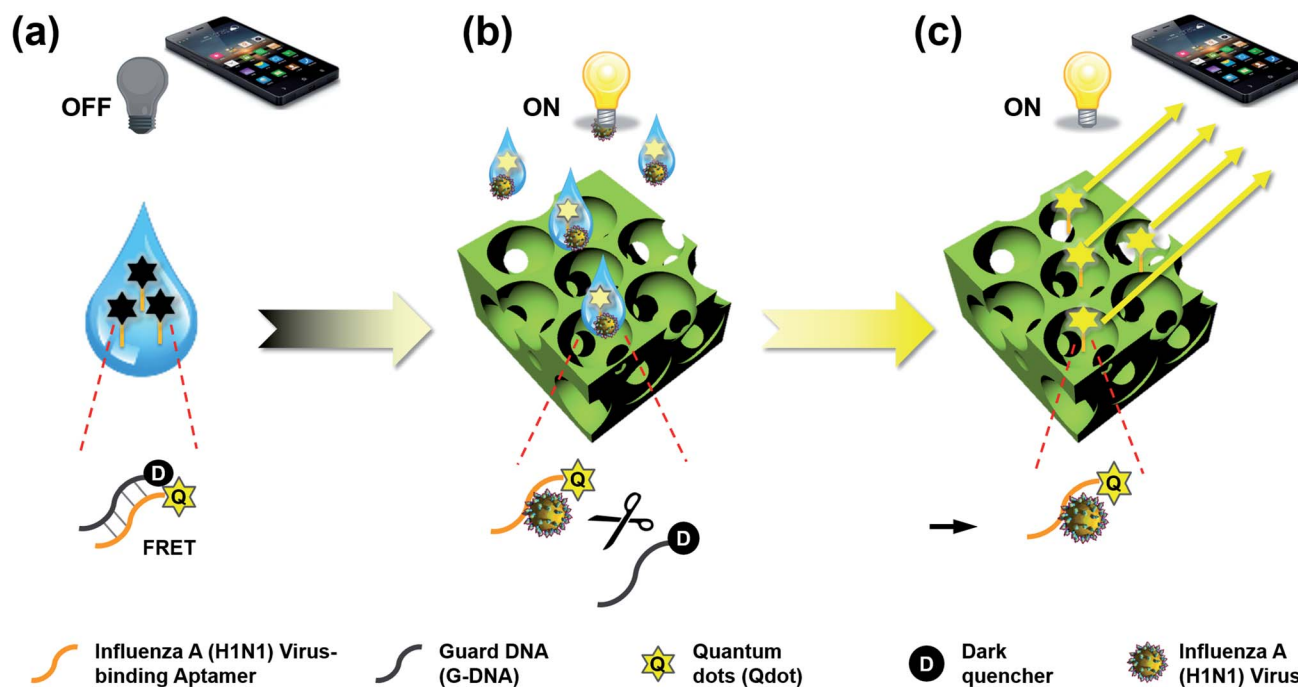 (a)
(b)
(c)
OFF
ON
ON
D
Q
FRET
Q
D
Q
Influenza A (H1N1) Virus-
binding Aptamer
Guard DNA
(G-DNA)
Q
Quantum
dots (Qdot)
D
Dark
quencher
Influenza A
(H1N1) Virus